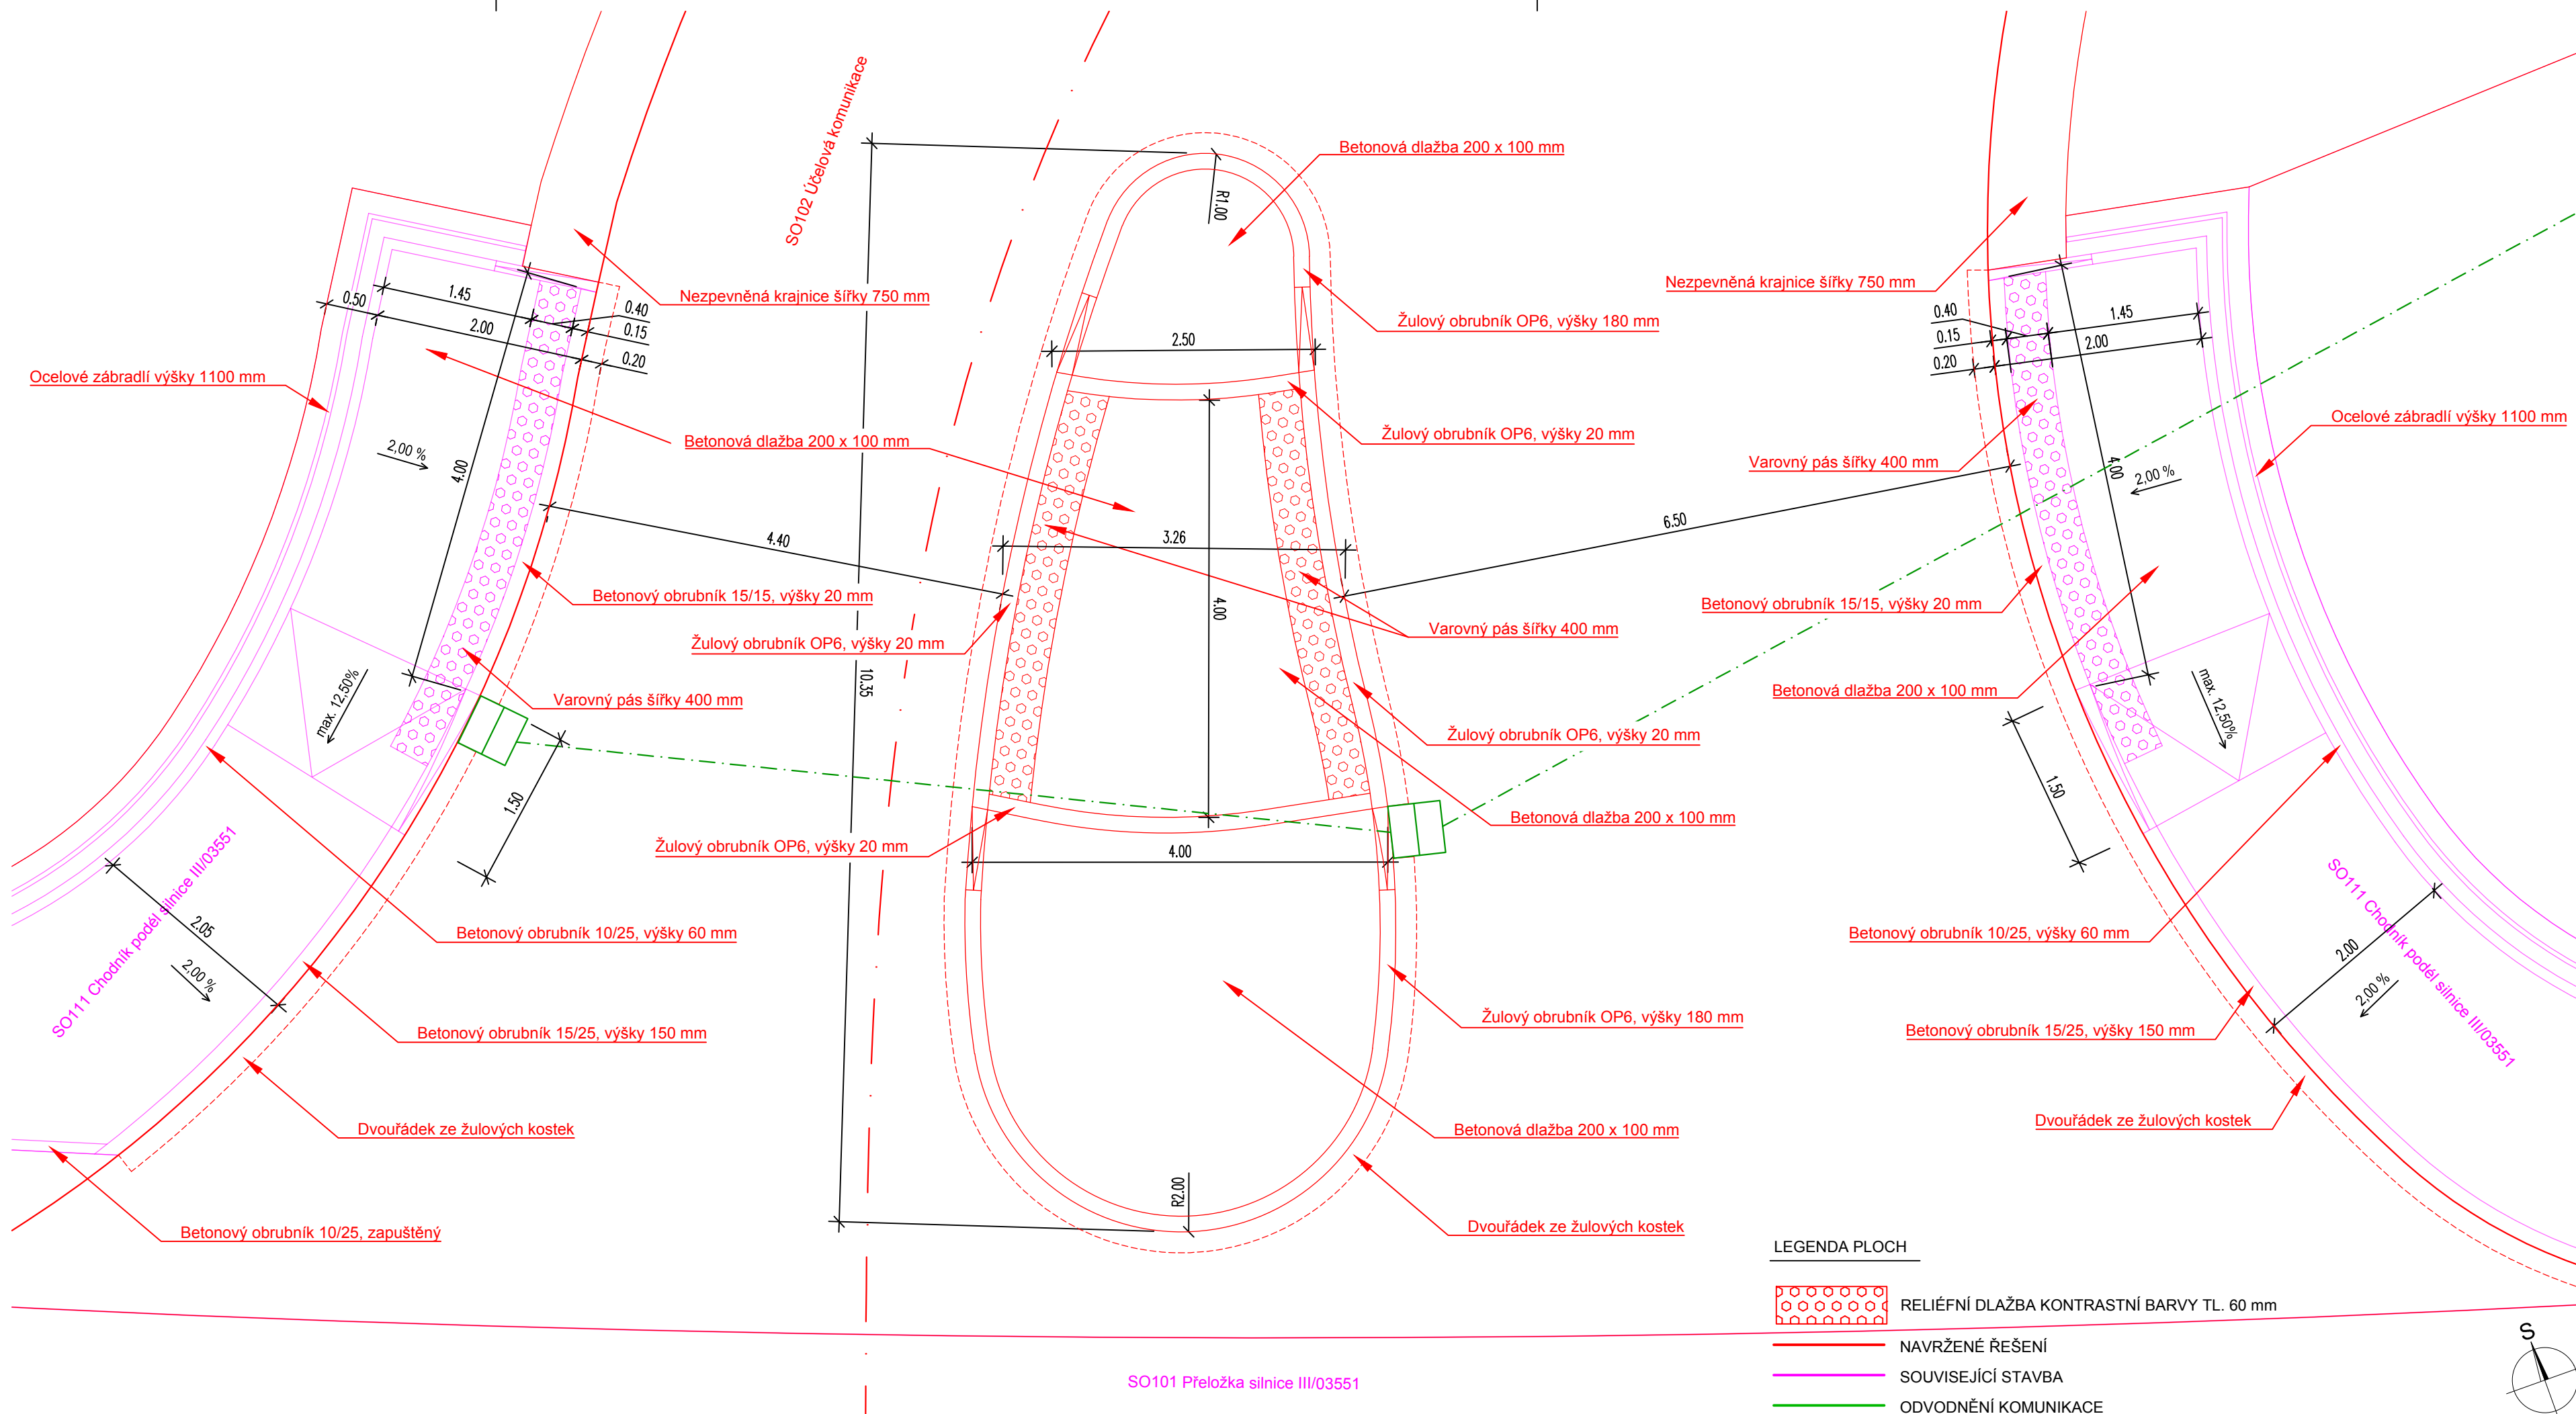 SO102 Účelová komunikace
Betonová dlažba 200 x 100 mm
R1.00
Nezpevněná krajnice šířky 750 mm
Nezpevněná krajnice šířky 750 mm
0.50
1.45
2.00
0.40
0.15
0.20
Žulový obrubník OP6, výšky 180 mm
2.50
0.40
0.15
0.20
1.45
2.00
Ocelové zábradlí výšky 1100 mm
Ocelové zábradlí výšky 1100 mm
Betonová dlažba 200 x 100 mm
Žulový obrubník OP6, výšky 20 mm
Varovný pás šířky 400 mm
2,00 %
4.00
4.00
2,00 %
4.40
3.26
6.50
Betonový obrubník 15/15, výšky 20 mm
4.00
Betonový obrubník 15/15, výšky 20 mm
Žulový obrubník OP6, výšky 20 mm
Varovný pás šířky 400 mm
10.35
max. 12,50%
Varovný pás šířky 400 mm
Betonová dlažba 200 x 100 mm
max. 12,50%
Žulový obrubník OP6, výšky 20 mm
1.50
1.50
Betonová dlažba 200 x 100 mm
Žulový obrubník OP6, výšky 20 mm
4.00
SO111 Chodník podél silnice III/03551
SO111 Chodník podél silnice III/03551
2.05
2,00 %
Betonový obrubník 10/25, výšky 60 mm
Betonový obrubník 10/25, výšky 60 mm
2.00
2,00 %
Žulový obrubník OP6, výšky 180 mm
Betonový obrubník 15/25, výšky 150 mm
Betonový obrubník 15/25, výšky 150 mm
Dvouřádek ze žulových kostek
Betonová dlažba 200 x 100 mm
Dvouřádek ze žulových kostek
R2.00
Betonový obrubník 10/25, zapuštěný
Dvouřádek ze žulových kostek
LEGENDA PLOCH
RELIÉFNÍ DLAŽBA KONTRASTNÍ BARVY TL. 60 mm
NAVRŽENÉ ŘEŠENÍ
SOUVISEJÍCÍ STAVBA
ODVODNĚNÍ KOMUNIKACE
SO101 Přeložka silnice III/03551
S